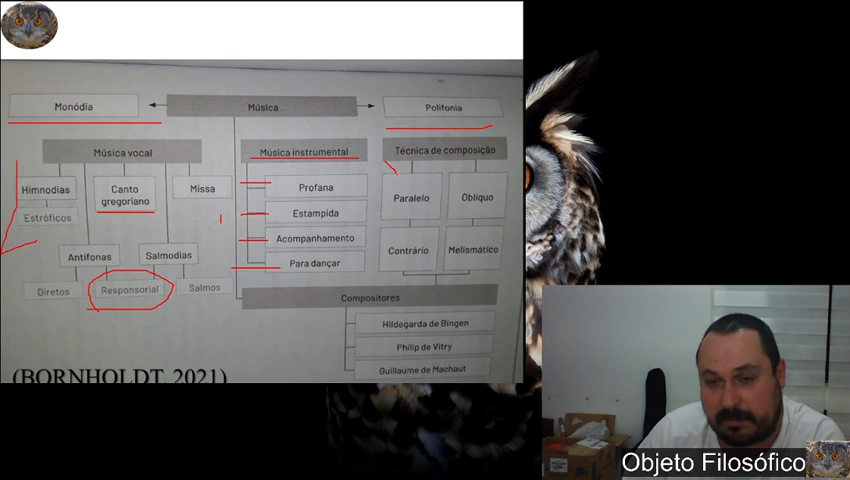 Monódia
Música
Polifonia
Música vocal
Música instrumental
Técnica de composição
Himnodias
Estróficos
Canto
gregoriano
Missa
Antífonas
Salmodias
Diretos
Responsorial
Salmos
Profana
Estampida
Acompanhamento
Para dançar
Paralelo
Oblíquo
Contrário
Melismático
Compositores
Hildegarda de Bingen
Philip de Vitry
Guillaume de Machaut
(BORNHOLDT, 2021)
Objeto Filosófico